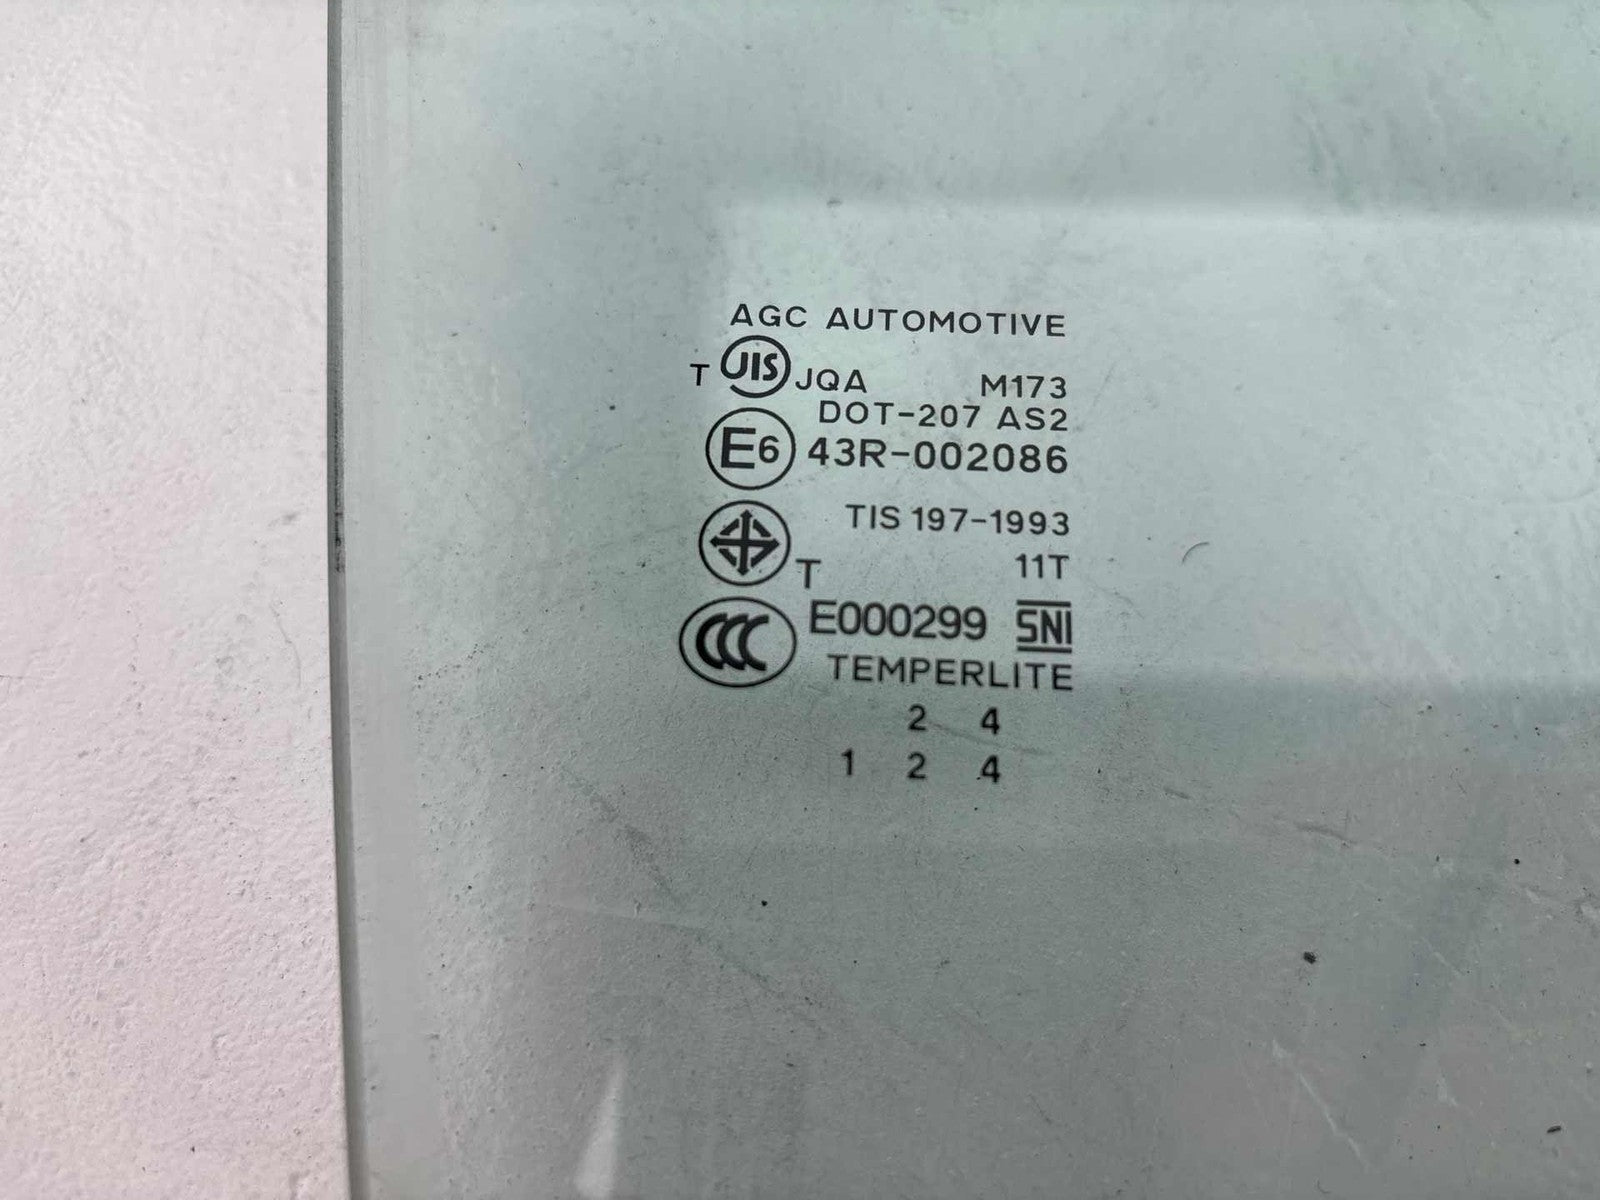 AGC AUTOMOTIVE
T JIS JQA M173
DOT-207 AS2
E6 43R-002086
TIS 197-1993
T 11T
CCC E000299 SNI
TEMPERLITE
2 4
1 2 4